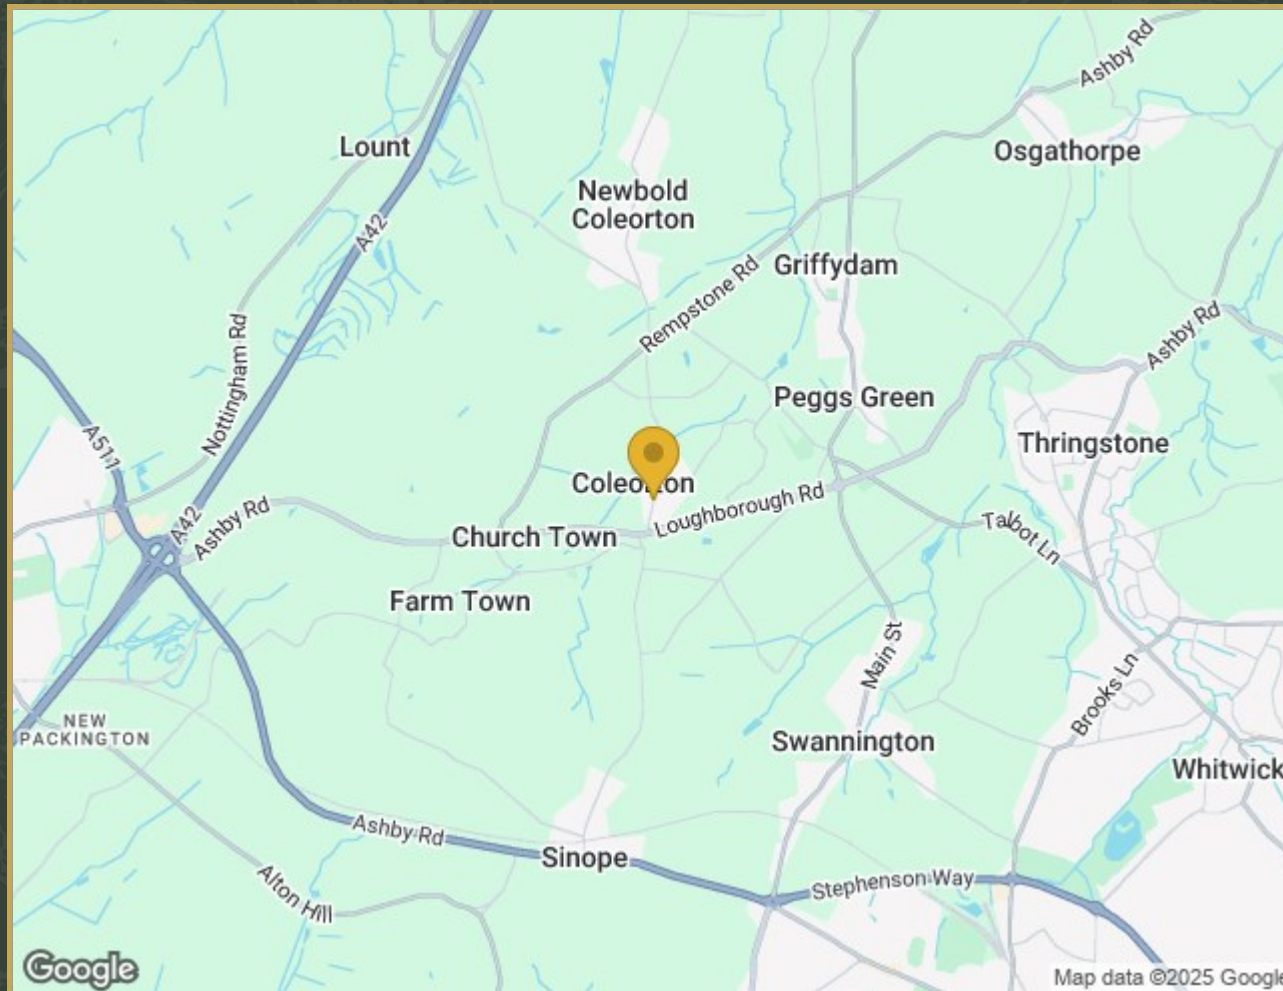 Ashby Rd
Lount
Osgathorpe
Newbold
Coleorton
A42
Griffydam
Rempstone Rd
Nottingham Rd
Ashby Rd
Peggs Green
A511
Thringstone
Coleorton
Loughborough Rd
A42
Ashby Rd
Church Town
Talbot Ln
Farm Town
Main St
Brooks Ln
NEW
PACKINGTON
Swannington
Whitwick
Ashby Rd
Sinope
Stephenson Way
Alton Hill
Google
Map data ©2025 Google